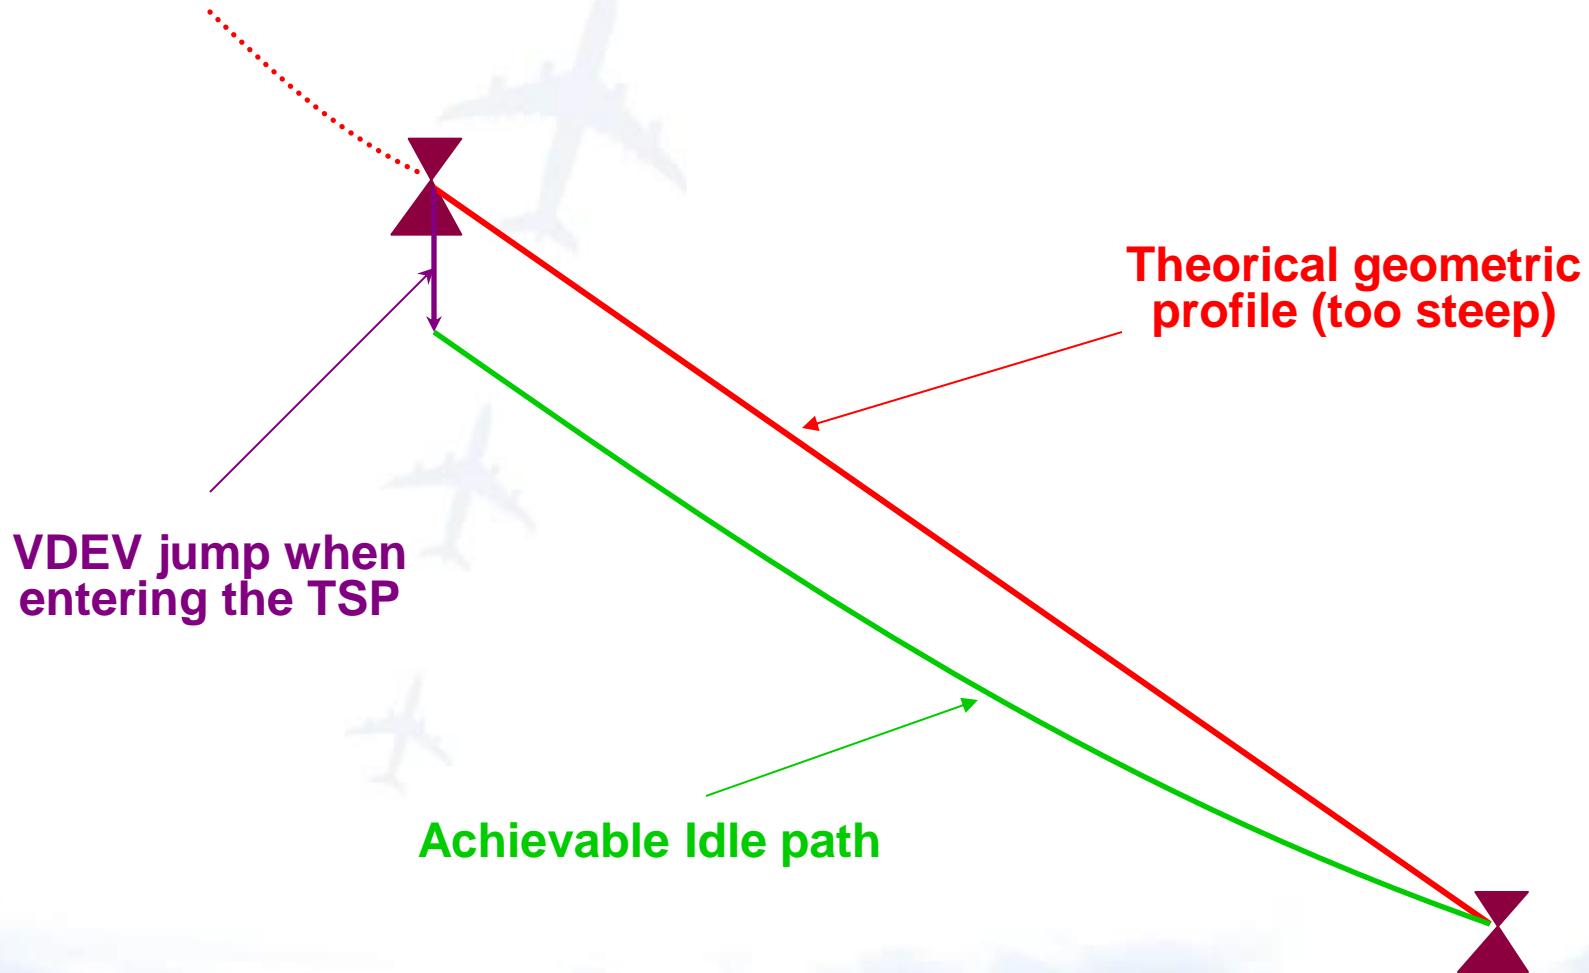 Theorical geometric
profile (too steep)
VDEV jump when
entering the TSP
Achievable Idle path